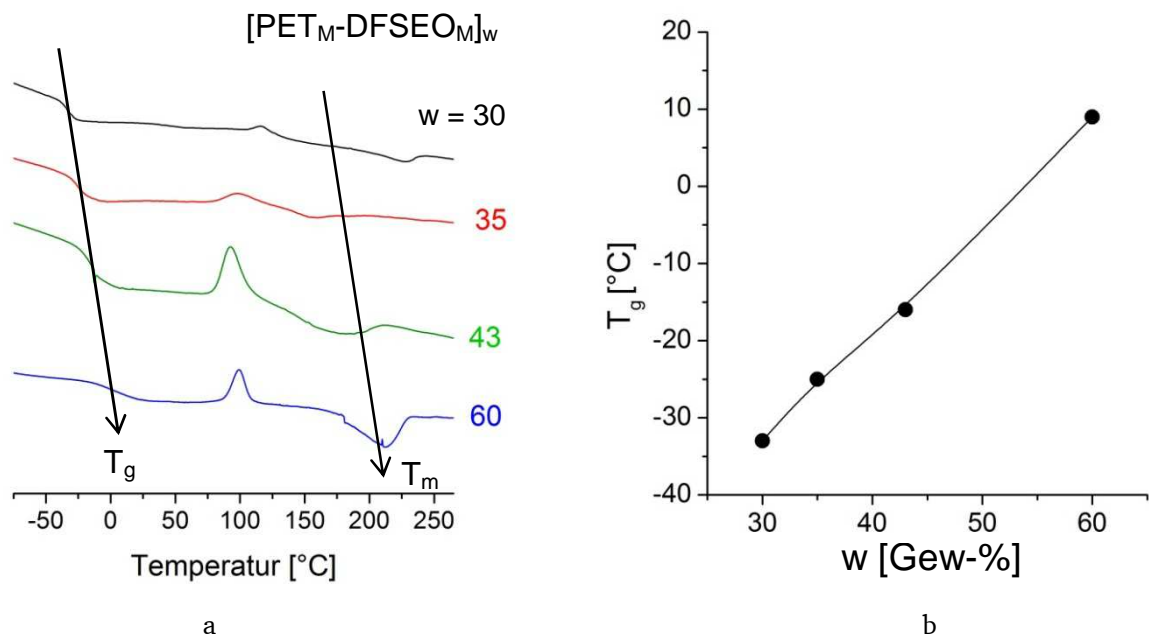 [PET_M-DFSEO_M]_w
w = 30
35
43
60
T_g
T_m
-50 0 50 100 150 200 250
Temperatur [°C]
a
20
10
0
-10
-20
-30
-40
T_g [°C]
30 40 50 60
w [Gew-%]
b